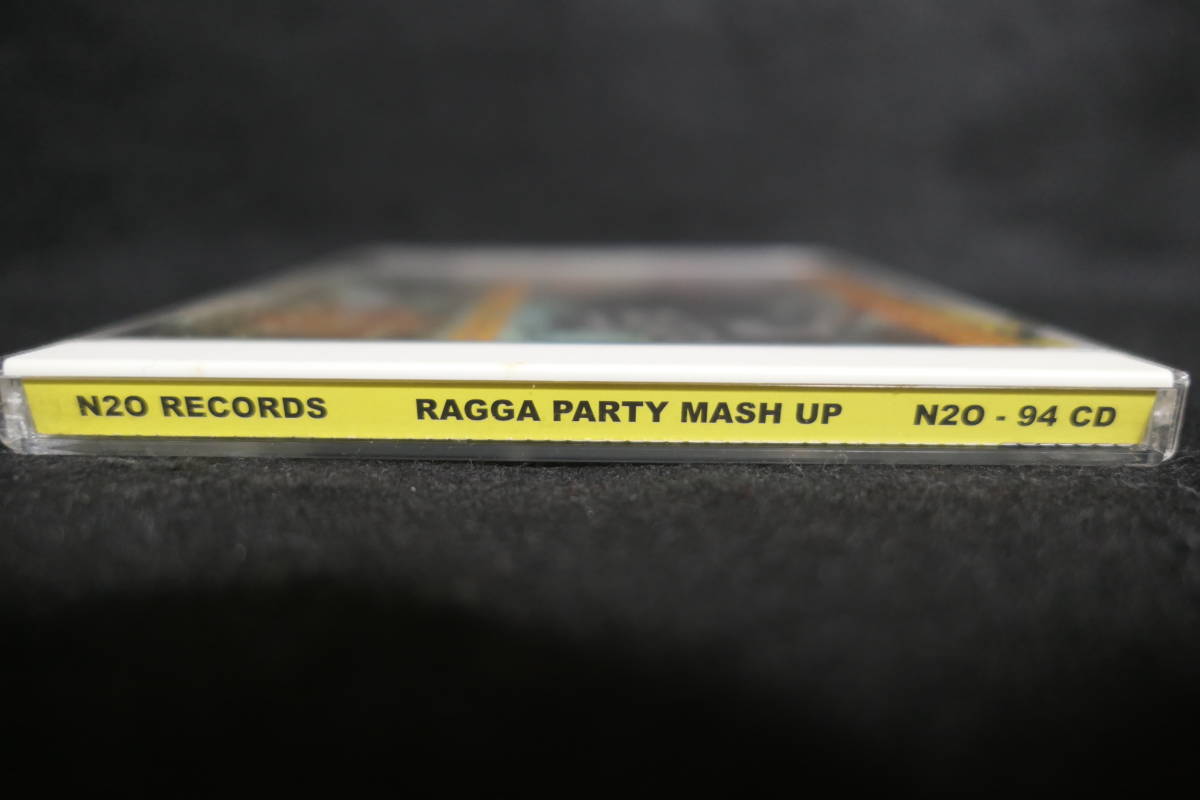 N2O RECORDS RAGGA PARTY MASH UP N2O - 94 CD